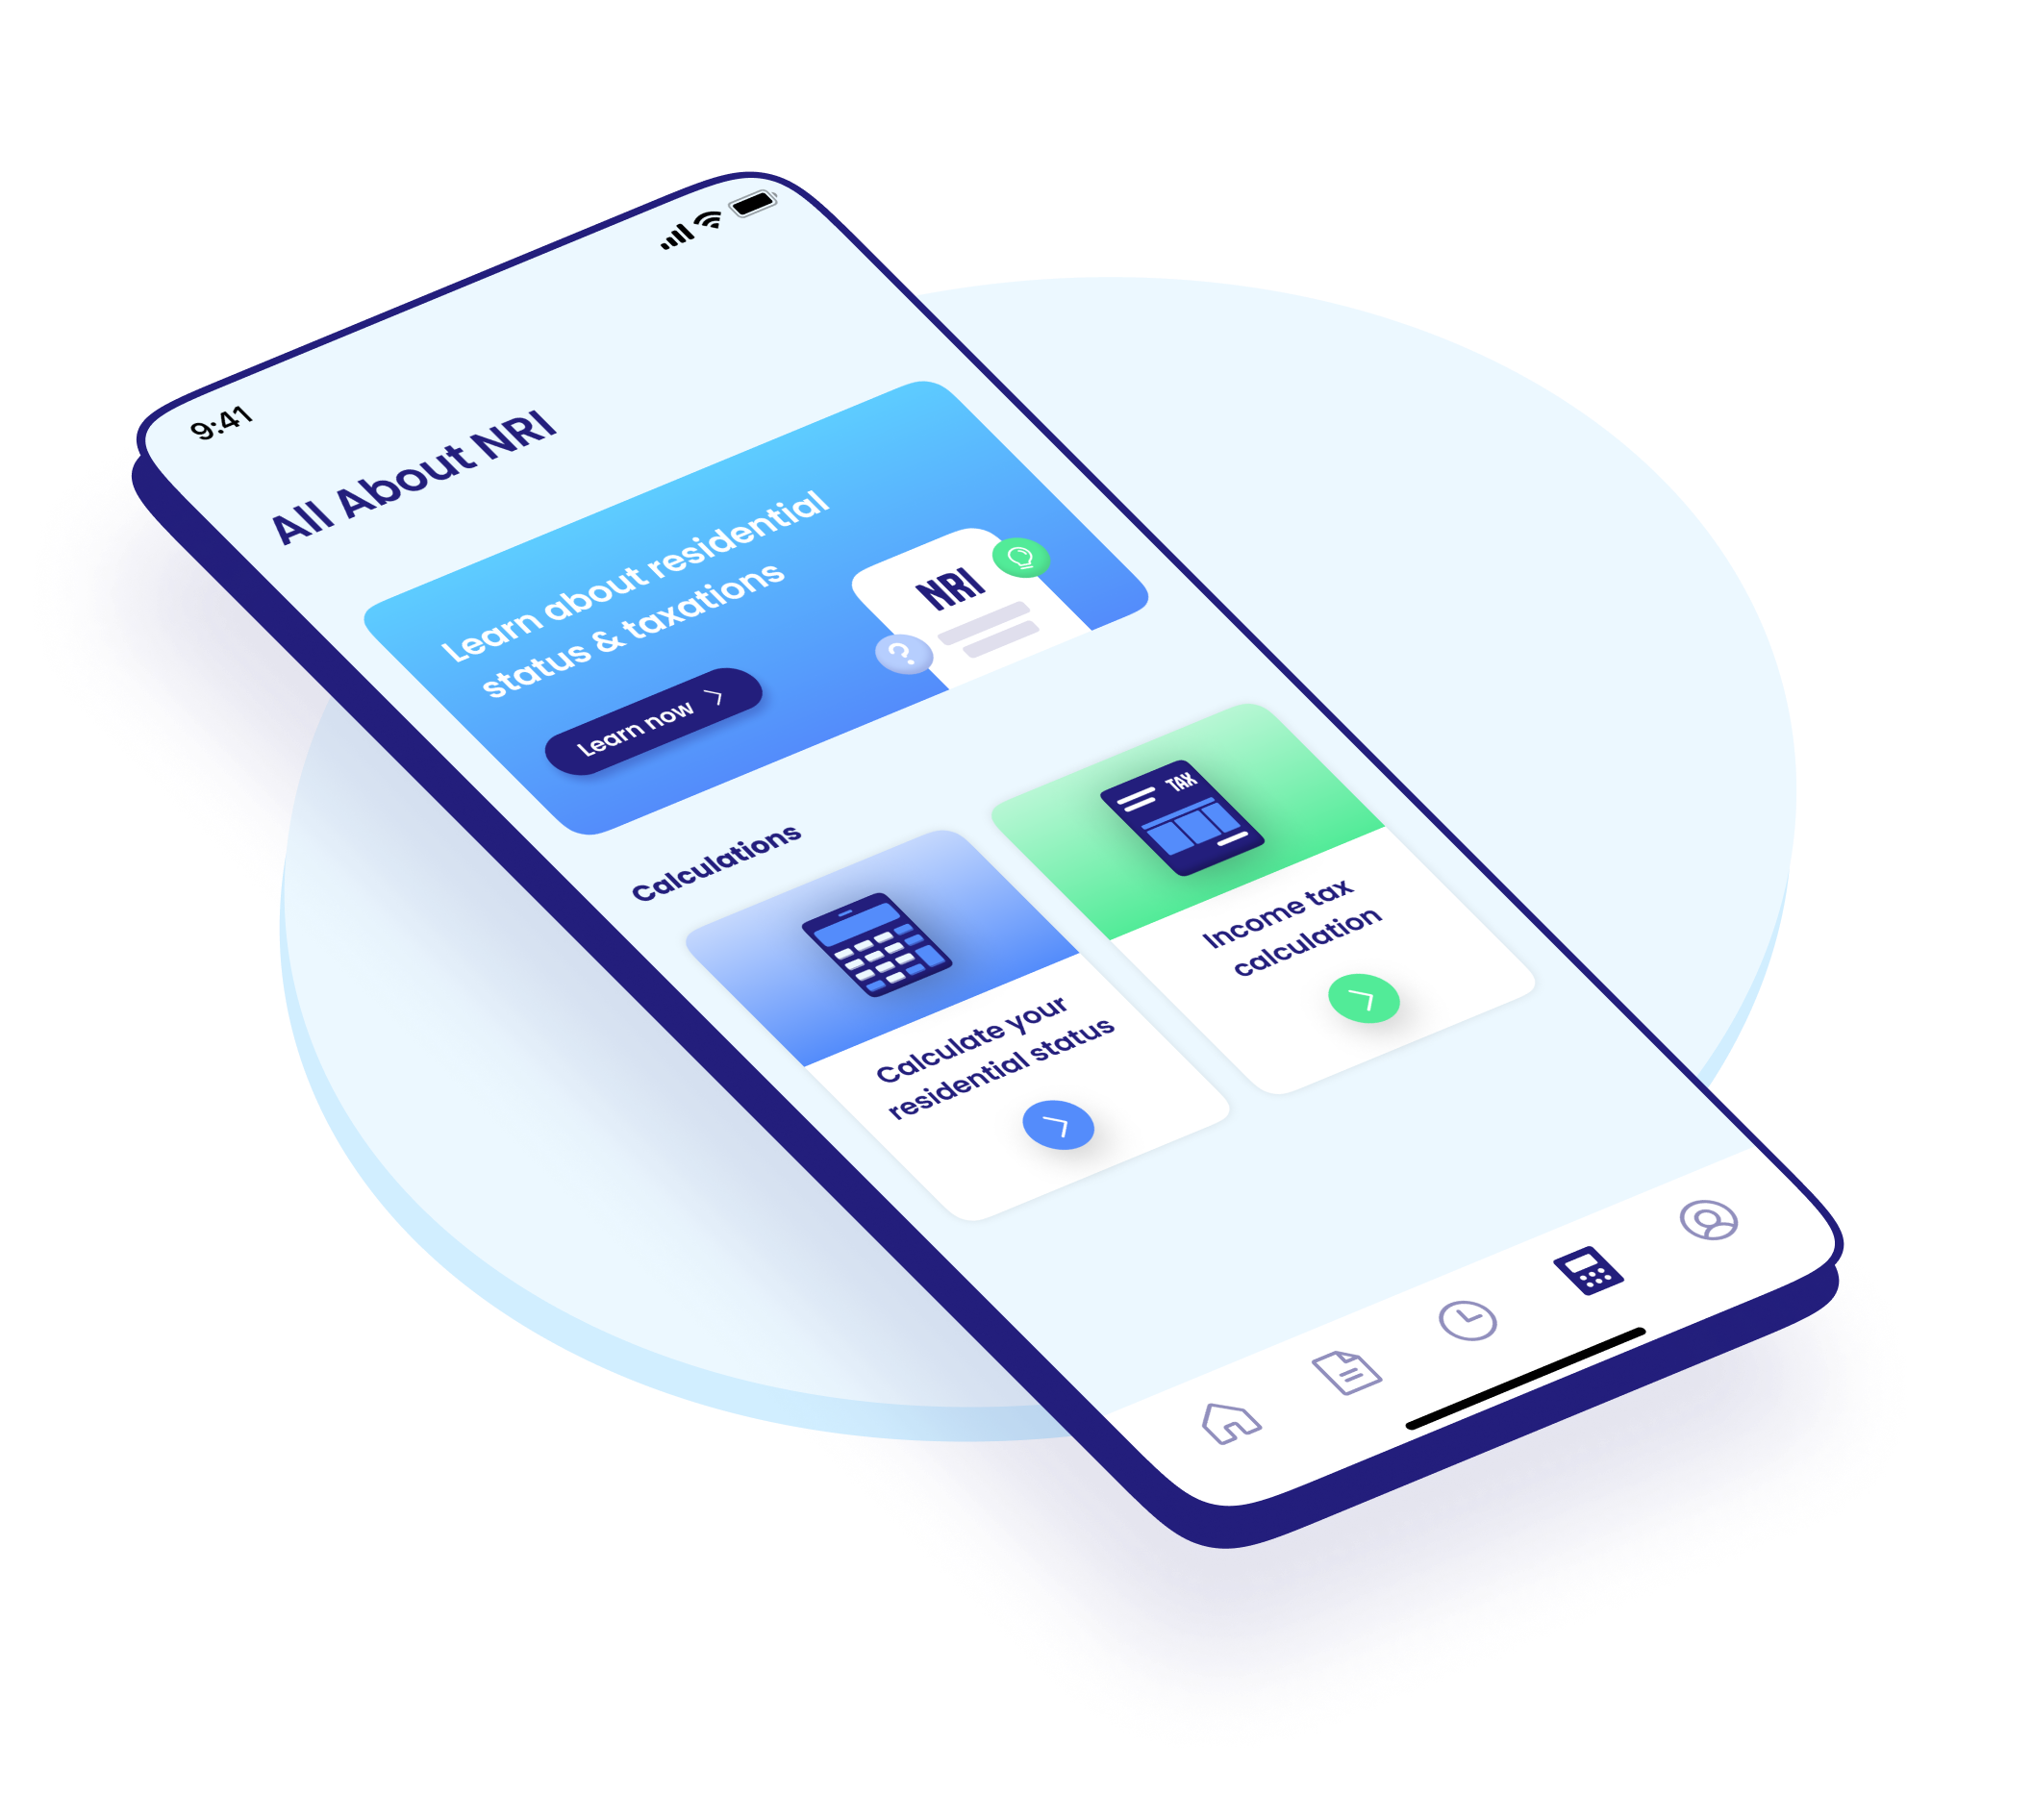 9:41
All About NRI
Learn about residential
status & taxations
Learn now
NRI
?
Calculations
Calculate your
residential status
TAX
Income tax
calculation